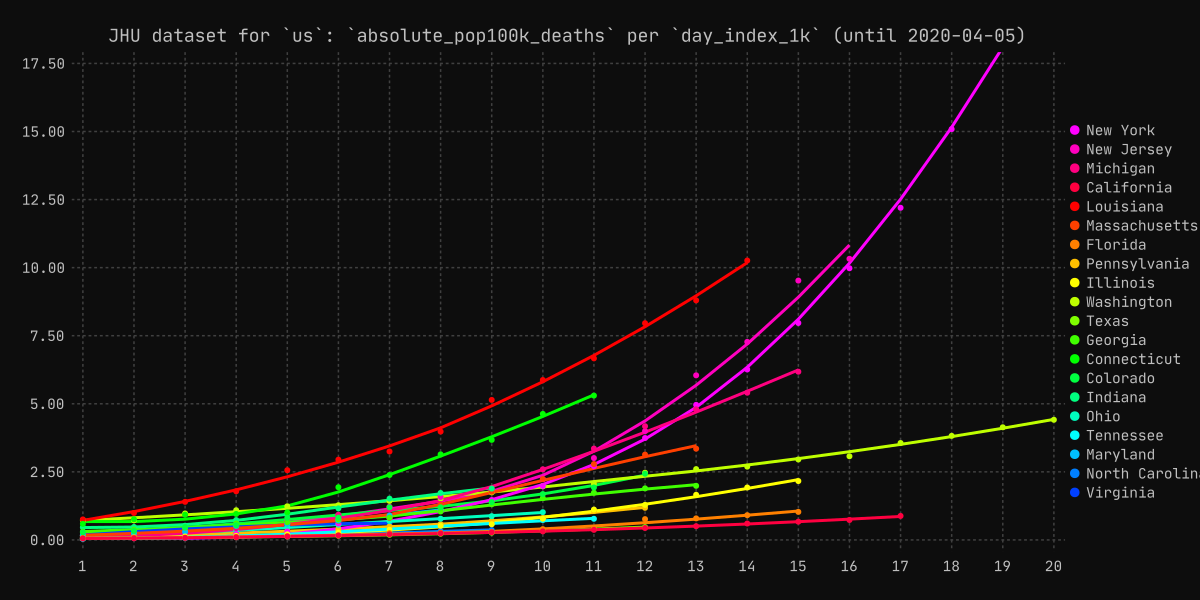 JHU dataset for `us`: `absolute_pop100k_deaths` per `day_index_1k` (until 2020-04-05)
17.50
15.00
12.50
10.00
7.50
5.00
2.50
0.00
1 2 3 4 5 6 7 8 9 10 11 12 13 14 15 16 17 18 19 20
New York
New Jersey
Michigan
California
Louisiana
Massachusetts
Florida
Pennsylvania
Illinois
Washington
Texas
Georgia
Connecticut
Colorado
Indiana
Ohio
Tennessee
Maryland
North Carolin
Virginia